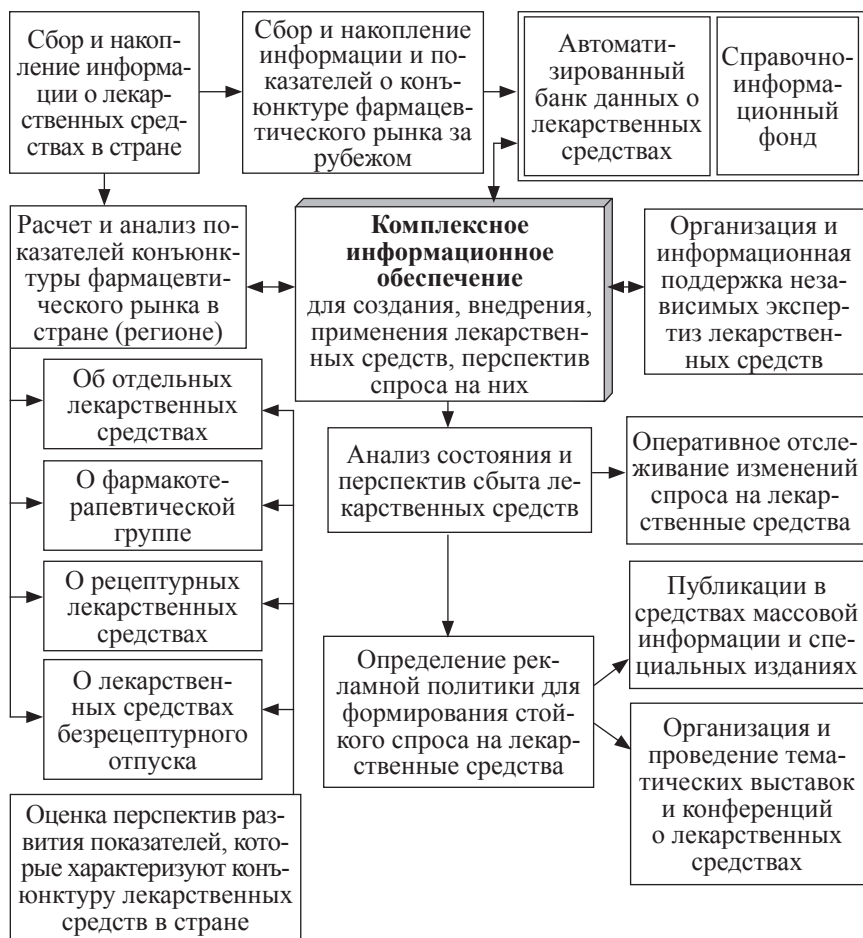 Сбор и накоп-
ление информа-
ции о лекар-
ственных сред-
ствах в стране
Сбор и накопление
информации и по-
казателей о конъ-
юнктуре фармацев-
тического рынка за
рубежом
Автомати-
зированный
банк данных о
лекарственных
средствах
Справочно-
информа-
ционный
фонд
Расчет и анализ по-
казателей конъюнк-
туры фармацевти-
ческого рынка в
стране (регионе)
Комплексное
информационное
обеспечение
для создания, внедрения,
применения лекарствен-
ных средств, перспектив
спроса на них
Организация и
информационная
поддержка неза-
висимых экспер-
тиз лекарствен-
ных средств
Об отдельных
лекарственных
средствах
О фармакоте-
рапевтической
группе
О рецептурных
лекарственных
средствах
О лекарствен-
ных средствах
безрецептурного
отпуска
Оценка перспектив раз-
вития показателей, кото-
рые характеризуют конъ-
юнктуру лекарственных
средств в стране
Анализ состояния и
перспектив сбыта ле-
карственных средств
Оперативное отсле-
живание изменений
спроса на лекар-
ственные средства
Определение рек-
ламной политики для
формирования стой-
кого спроса на лекар-
ственные средства
Публикации в
средствах массовой
информации и спе-
циальных изданиях
Организация и
проведение тема-
тических выставок
и конференций
о лекарственных
средствах